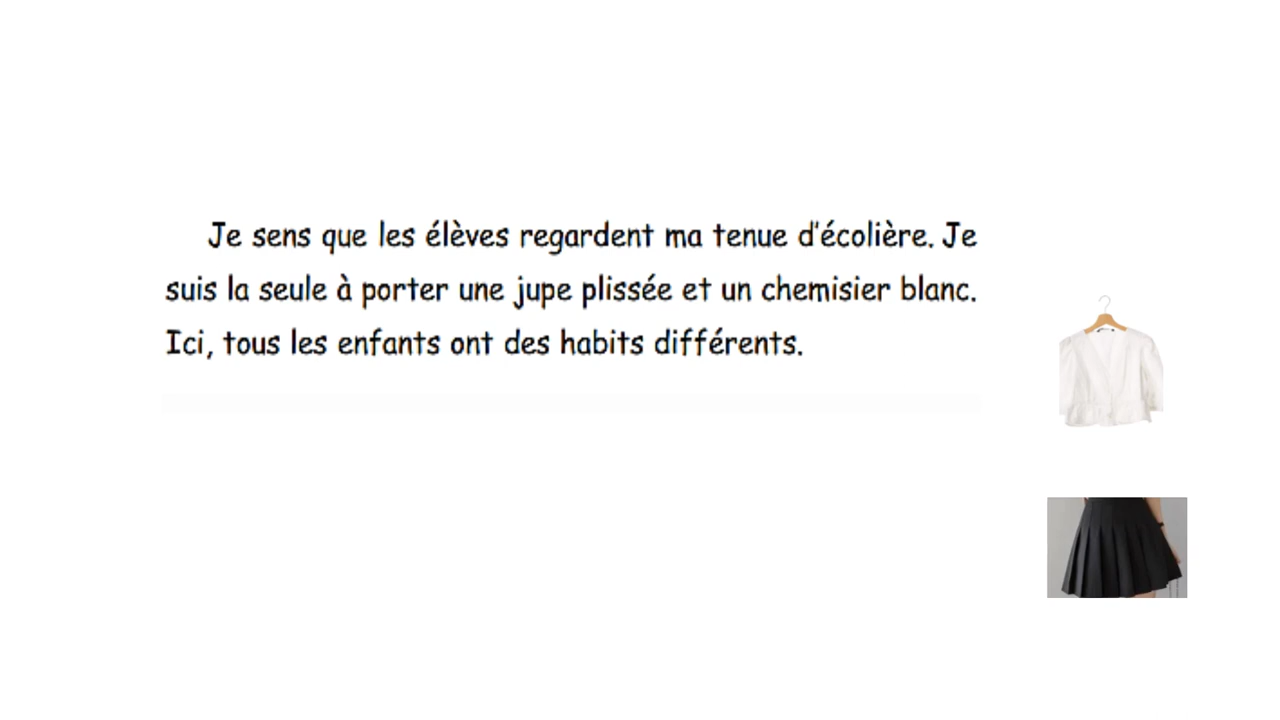 Je sens que les élèves regardent ma tenue d'écolière. Je
suis la seule à porter une jupe plissée et un chemisier blanc.
Ici, tous les enfants ont des habits différents.